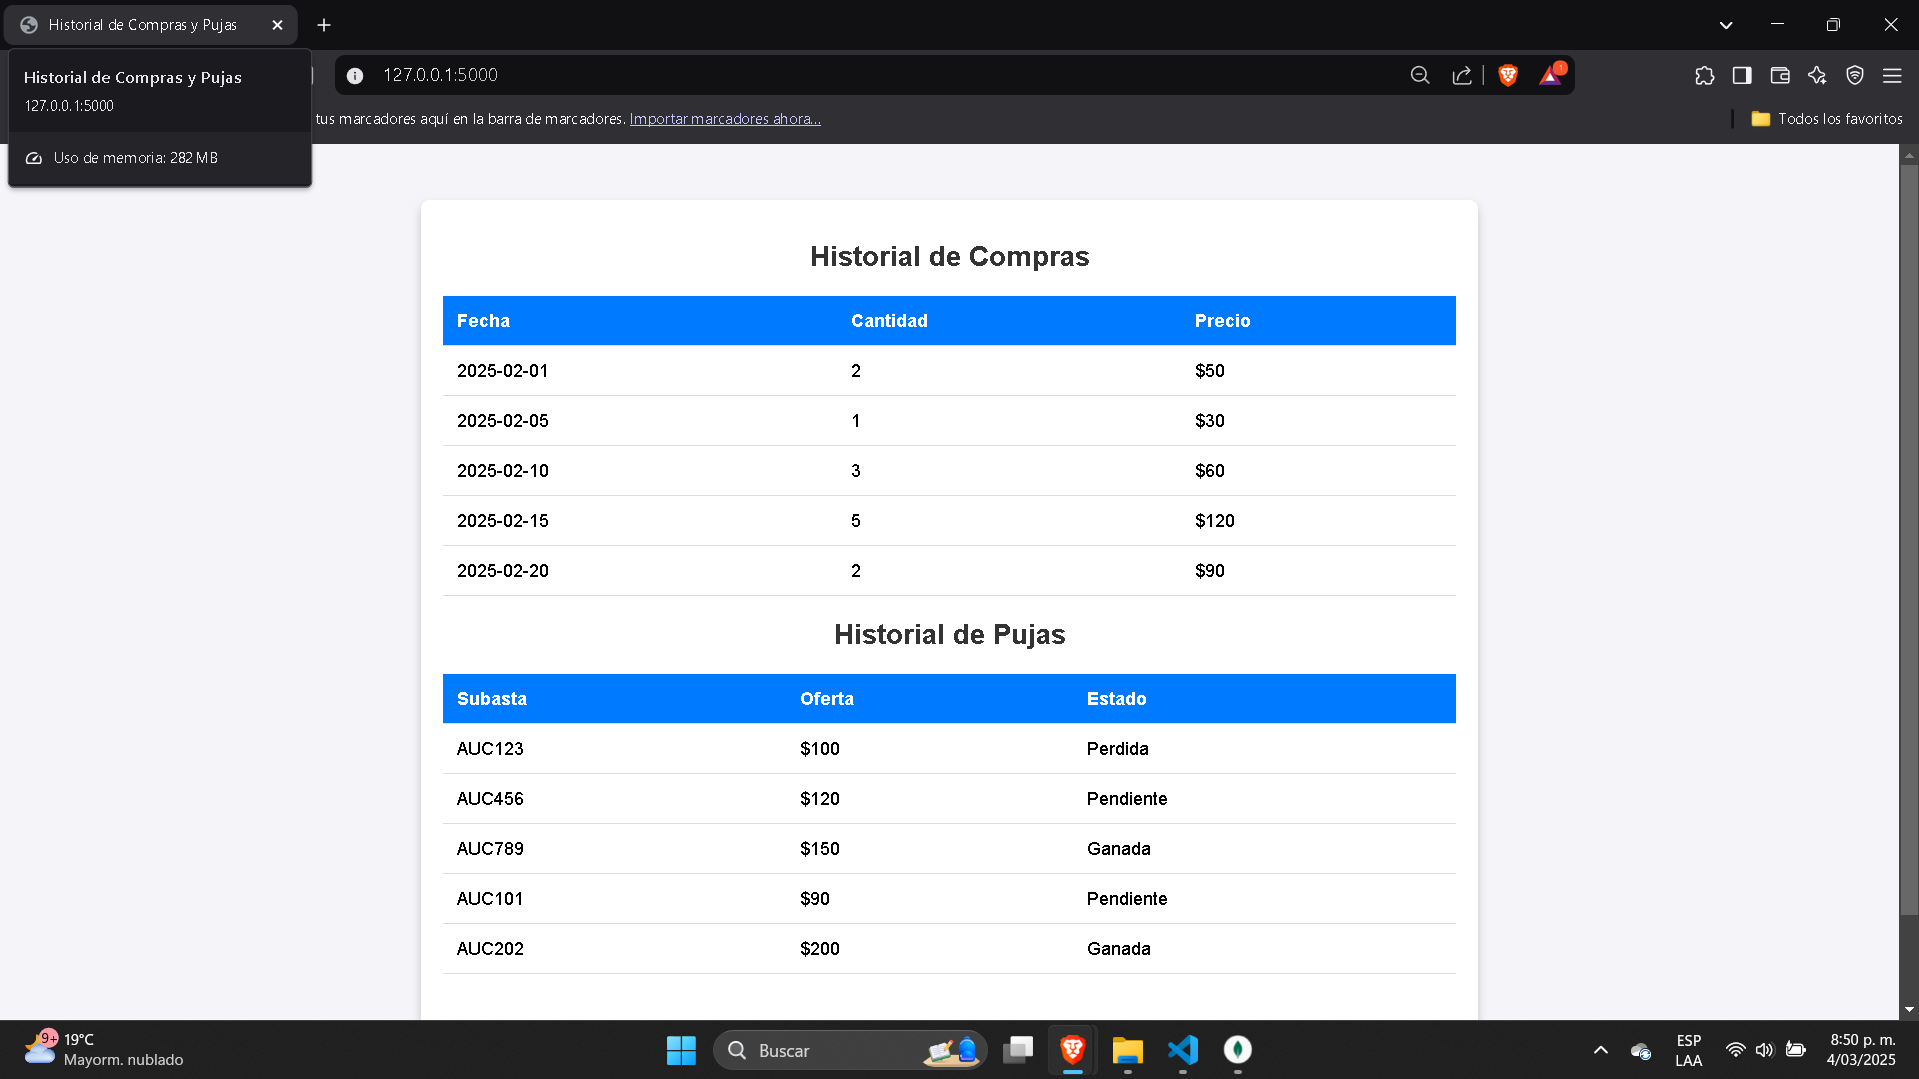 Historial de Compras y Pujas
Historial de Compras y Pujas
127.0.0.1:5000
Uso de memoria: 282 MB
127.0.0.1:5000
1
tus marcadores aquí en la barra de marcadores. Importar marcadores ahora...
Todos los favoritos
Historial de Compras
Fecha Cantidad Precio
2025-02-01 2 $50
2025-02-05 1 $30
2025-02-10 3 $60
2025-02-15 5 $120
2025-02-20 2 $90
Historial de Pujas
Subasta Oferta Estado
AUC123 $100 Perdida
AUC456 $120 Pendiente
AUC789 $150 Ganada
AUC101 $90 Pendiente
AUC202 $200 Ganada
9+
19°C
Mayorm. nublado
Buscar
ESP
LAA
8:50 p. m.
4/03/2025